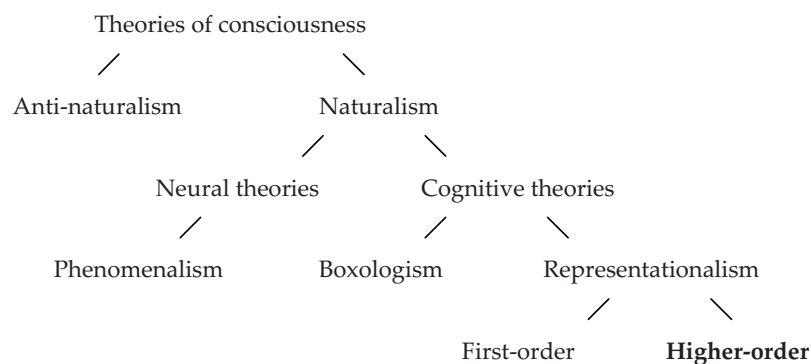 Theories of consciousness
Anti-naturalism Naturalism
Neural theories Cognitive theories
Phenomenalism Boxologism Representationalism
First-order Higher-order